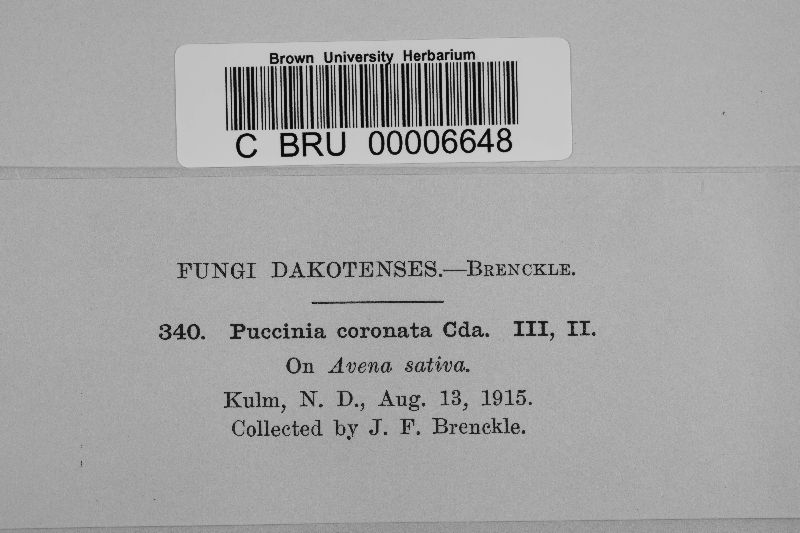 Brown University Herbarium
C BRU 00006648
FUNGI DAKOTENSES.—BRENCKLE.
340. Puccinia coronata Cda. III, II.
On Avena sativa.
Kulm, N. D., Aug. 13, 1915.
Collected by J. F. Brenckle.